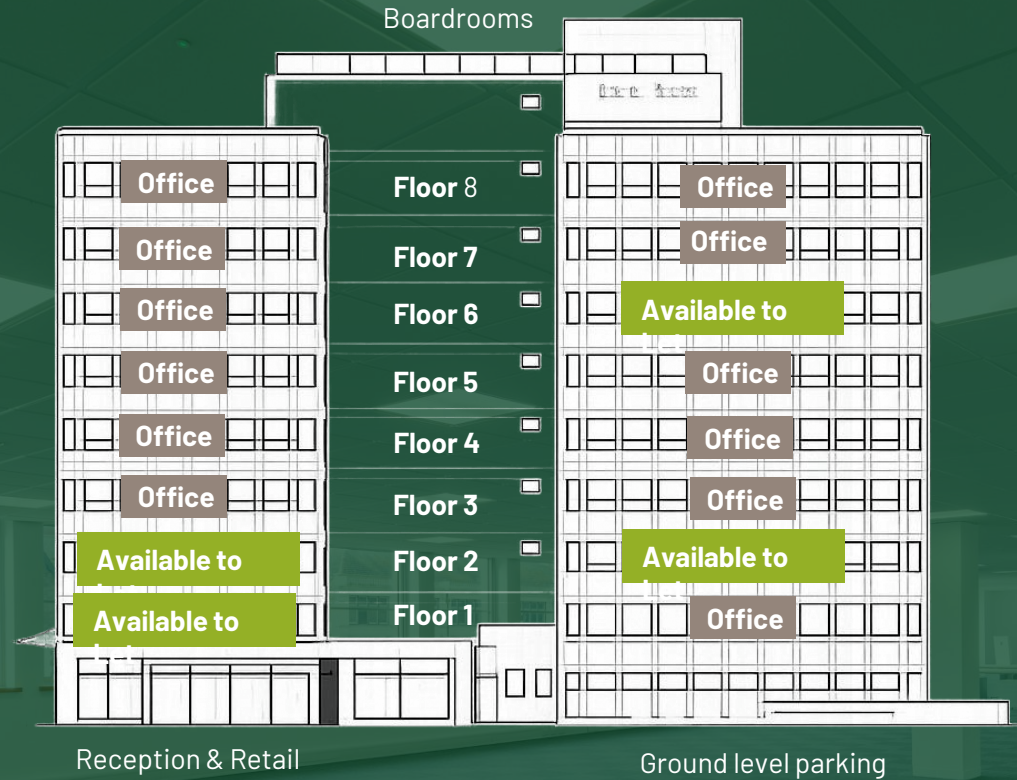 Boardrooms
Office Floor 8 Office
Office Floor 7 Office
Office Floor 6 Available to
Office Floor 5 Office
Office Floor 4 Office
Office Floor 3 Office
Available to Floor 2 Available to
Available to Floor 1 Office
Reception & Retail Ground level parking